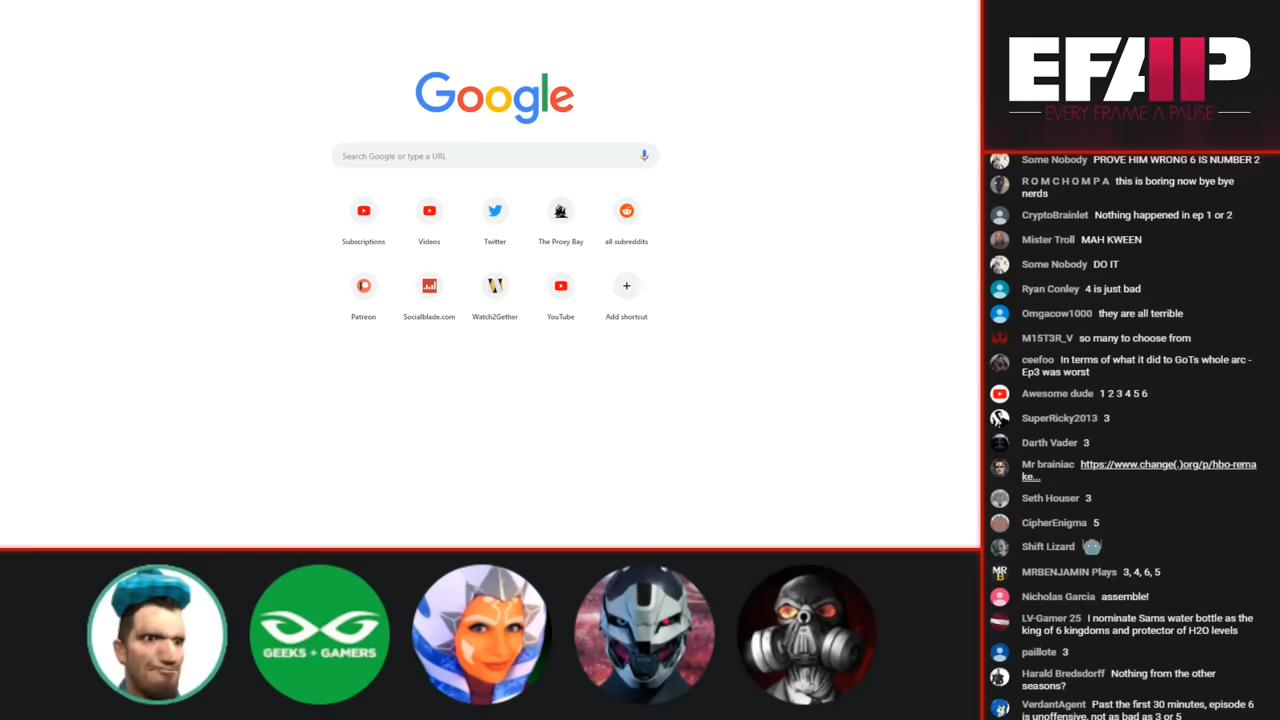 Google
Search Google or type a URL
Subscriptions
Videos
Twitter
The Proxy Bay
all subreddits
Patreon
Socialblade.com
Watch2Gether
YouTube
Add shortcut
GEEKS + GAMERS
EFAP
EVERY FRAME A PAUSE
Some Nobody PROVE HIM WRONG 6 IS NUMBER 2
R O M C H O M P A this is boring now bye bye
nerds
CryptoBrainlet Nothing happened in ep 1 or 2
Mister Troll MAH KWEEN
Some Nobody DO IT
Ryan Conley 4 is just bad
Omgacow1000 they are all terrible
M15T3R_V so many to choose from
ceefoo In terms of what it did to GoTs whole arc -
Ep3 was worst
Awesome dude 1 2 3 4 5 6
SuperRicky2013 3
Darth Vader 3
Mr brainiac https://www.change(.)org/p/hbo-rema
ke...
Seth Houser 3
CipherEnigma 5
Shift Lizard
MRBENJAMIN Plays 3, 4, 6, 5
Nicholas Garcia assemble!
LV-Gamer 25 I nominate Sams water bottle as the
king of 6 kingdoms and protector of H2O levels
paillote 3
Harald Bredsdorff Nothing from the other
seasons?
VerdantAgent Past the first 30 minutes, episode 6
is unoffensive, not as bad as 3 or 5